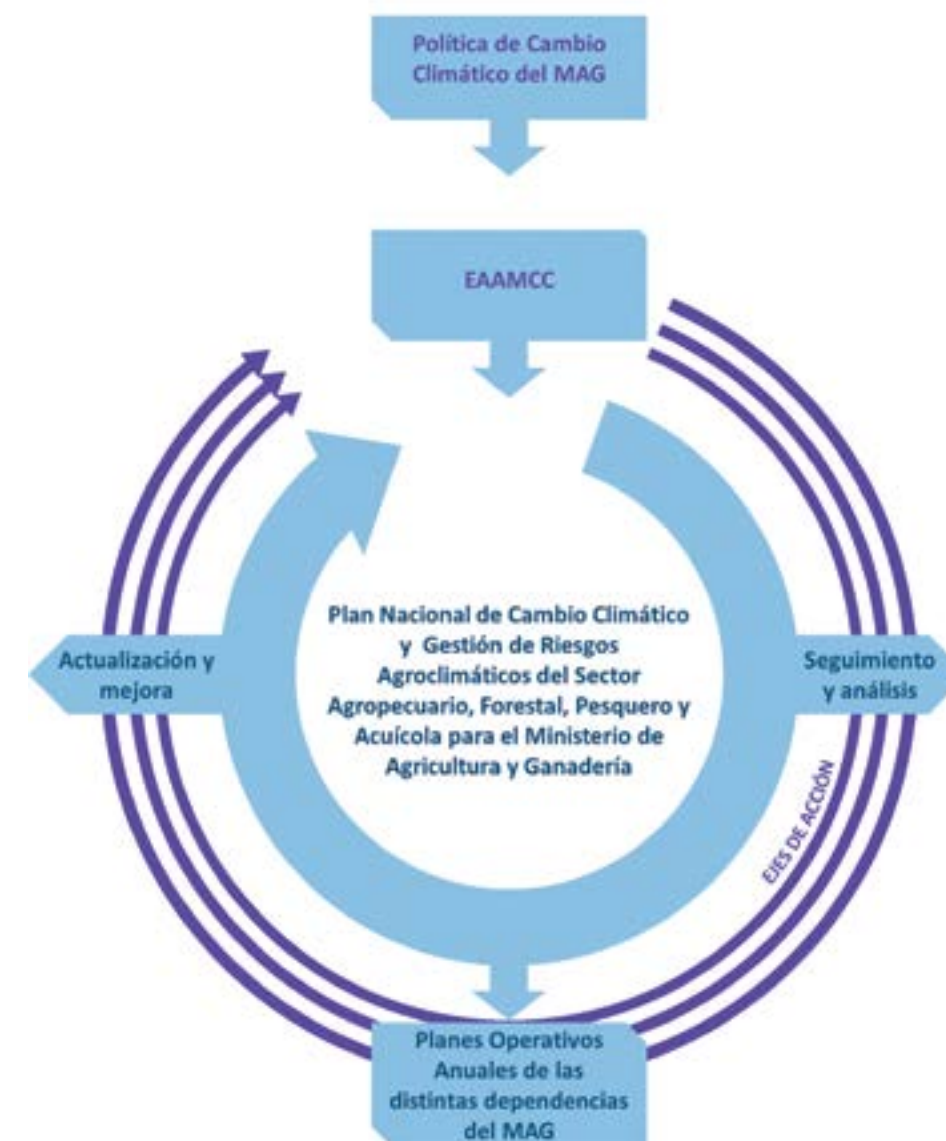 Política de Cambio
Climático del MAG
EAAMCC
Plan Nacional de Cambio Climático
y Gestión de Riesgos
Agroclimáticos del Sector
Agropecuario, Forestal, Pesquero y
Acuícola para el Ministerio de
Agricultura y Ganadería
Actualización y
mejora
Seguimiento
y análisis
EJES DE ACCIÓN
Planes Operativos
Anuales de las
distintas dependencias
del MAG